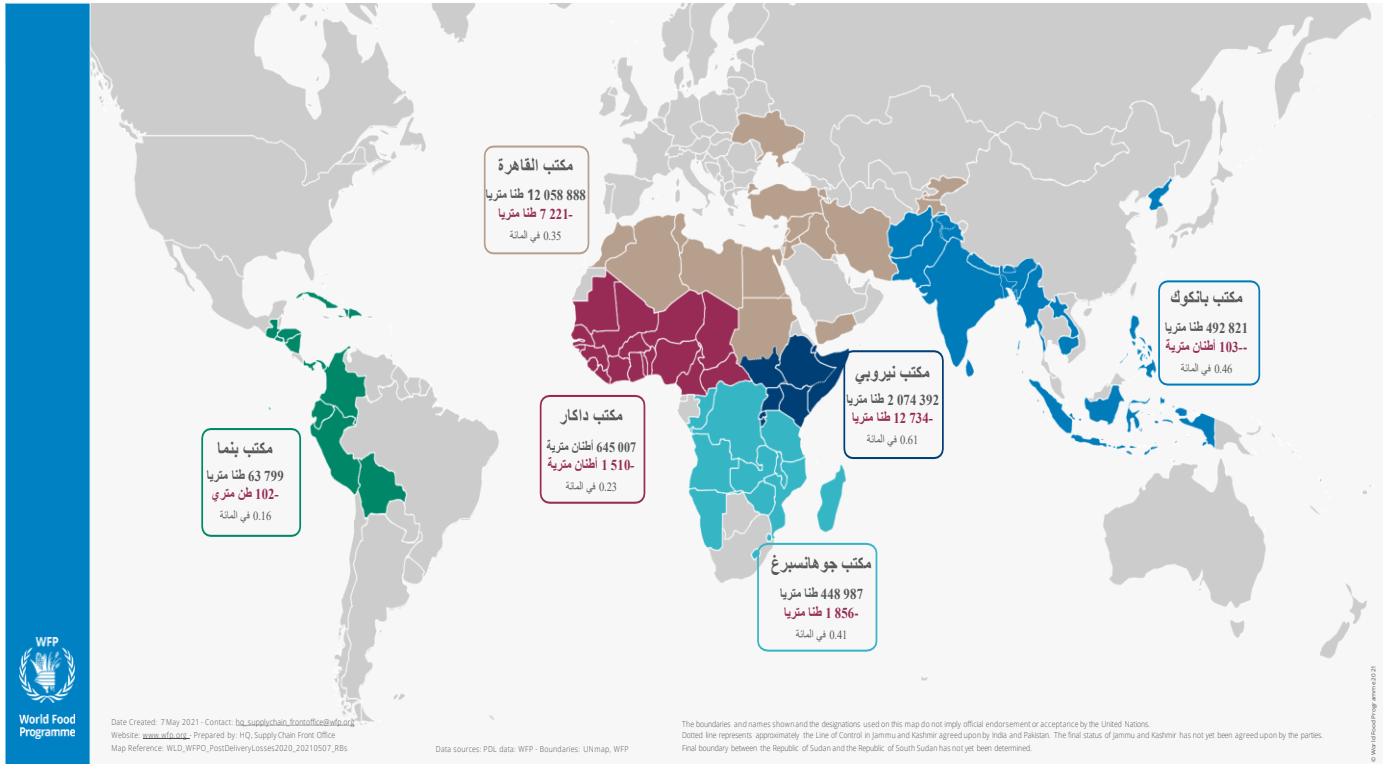 مكتب القاهرة
12 058 888 طنا متريا
-7 221 طنا متريا
0.35 في المائة
مكتب بانكوك
492 821 طنا متريا
--103 أطنان مترية
0.46 في المائة
مكتب نيروبي
2 074 392 طنا متريا
-12 734 طنا متريا
0.61 في المائة
مكتب داكار
645 007 أطنان مترية
-1 510 أطنان مترية
0.23 في المائة
مكتب بنما
63 799 طنا متريا
-102 طن متري
0.16 في المائة
مكتب جوهانسبرغ
448 987 طنا متريا
-1 856 طنا متريا
0.41 في المائة
WFP
World Food
Programme
Date Created: 7 May 2021 - Contact: hq_supplychain_frontoffice@wfp.org
Website: www.wfp.org - Prepared by: HQ, Supply Chain Front Office
Map Reference: WLD_WFPO_PostDeliveryLosses2020_20210507_RBs
Data sources: PDL data: WFP - Boundaries: UNmap, WFP
The boundaries and names shown and the designations used on this map do not imply official endorsement or acceptance by the United Nations.
Dotted line represents approximately the Line of Control in Jammu and Kashmir agreed upon by India and Pakistan. The final status of Jammu and Kashmir has not yet been agreed upon by the parties.
Final boundary between the Republic of Sudan and the Republic of South Sudan has not yet been determined.
© World Food Programme 2021